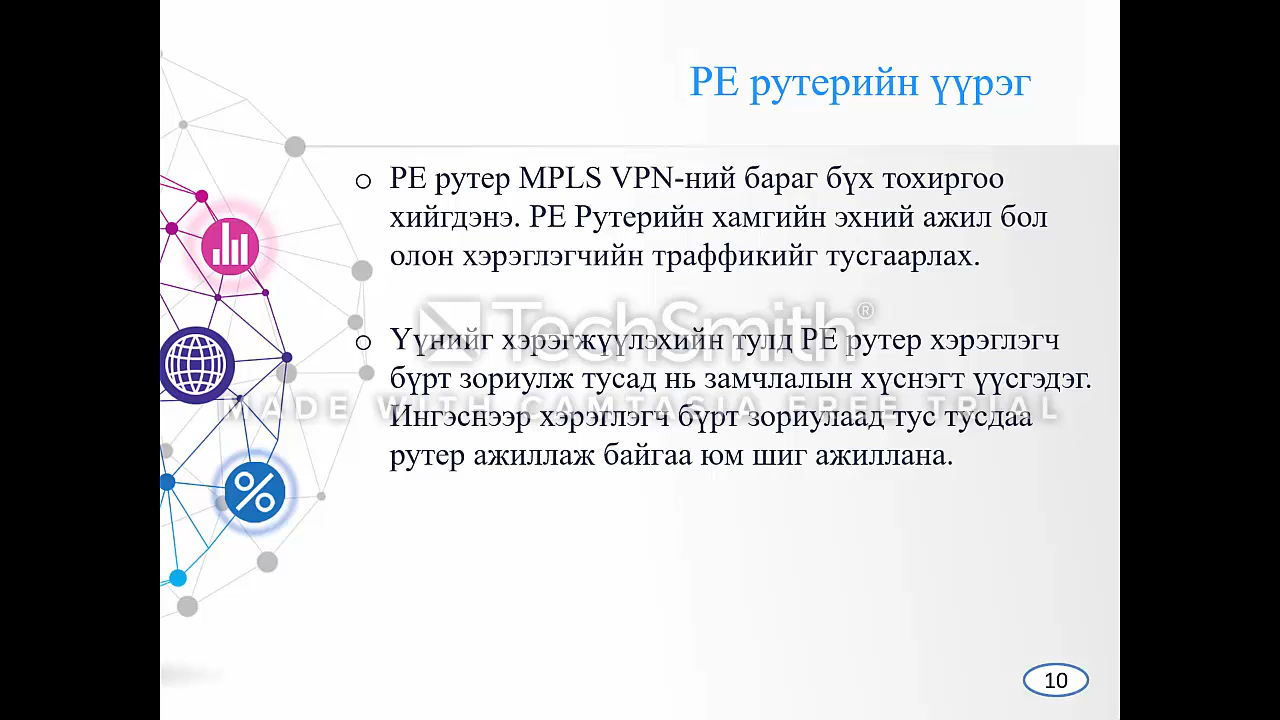 PE рутерийн үүрэг
PE рутер MPLS VPN-ний бараг бүх тохиргоо
хийгдэнэ. PE Рутерийн хамгийн эхний ажил бол
олон хэрэглэгчийн траффикийг тусгаарлах.
TechSmith®
Үүнийг хэрэгжүүлэхийн тулд PE рутер хэрэглэгч
бүрт зориулж тусад нь замчлалын хүснэгт үүсгэдэг.
MADE WITH CAMTASIA FREE TRIAL
Ингэснээр хэрэглэгч бүрт зориулаад тус тусдаа
рутер ажиллаж байгаа юм шиг ажиллана.
10